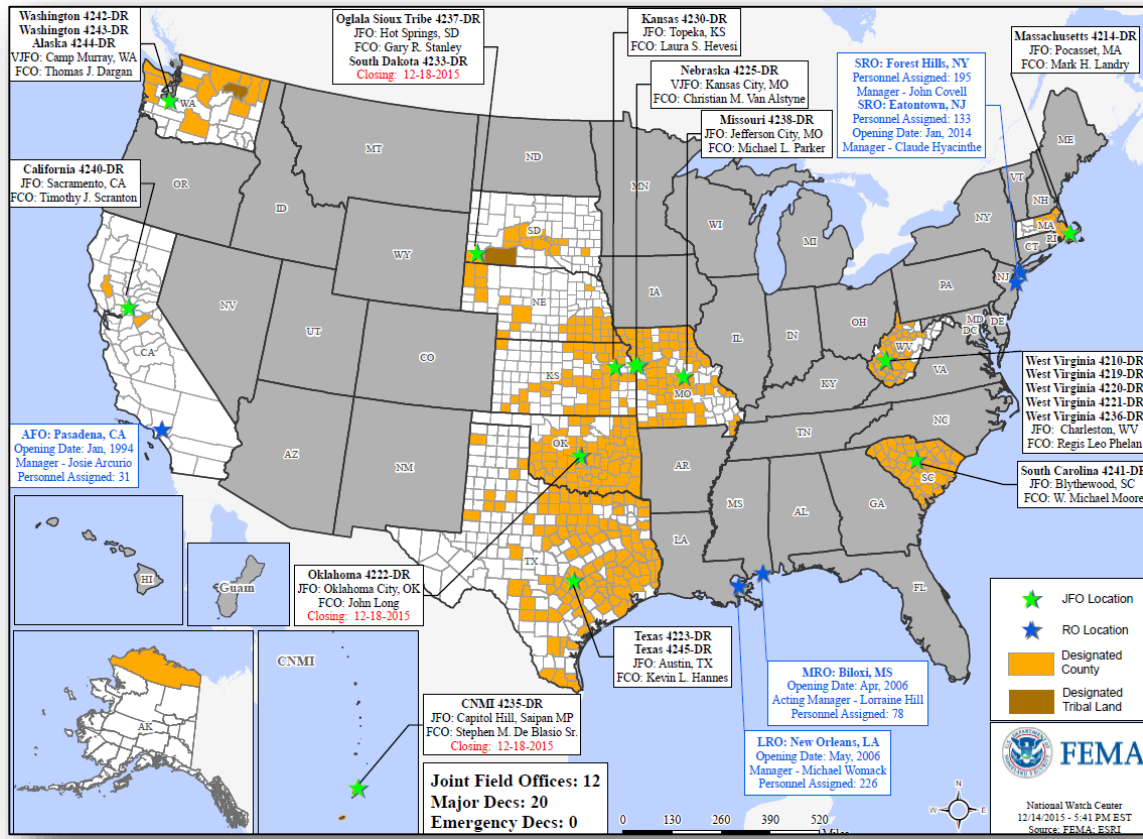 Washington 4242-DR
Washington 4243-DR
Alaska 4244-DR
VJFO: Camp Murray, WA
FCO: Thomas J. Dargan
Oglala Sioux Tribe 4237-DR
JFO: Hot Springs, SD
FCO: Gary R. Stanley
South Dakota 4233-DR
Closing: 12-18-2015
Kansas 4230-DR
JFO: Topeka, KS
FCO: Laura S. Hevesi
Nebraska 4225-DR
VJFO: Kansas City, MO
FCO: Christian M. Van Alstyne
Missouri 4238-DR
JFO: Jefferson City, MO
FCO: Michael L. Parker
SRO: Forest Hills, NY
Personnel Assigned: 195
Manager - John Covell
SRO: Eatontown, NJ
Personnel Assigned: 133
Opening Date: Jan, 2014
Manager - Claude Hyacinthe
Massachusetts 4214-DR
JFO: Pocasset, MA
FCO: Mark H. Landry
California 4240-DR
JFO: Sacramento, CA
FCO: Timothy J. Scranton
WA
OR
MT
ID
ND
MN
WI
MI
NY
VT
NH
ME
MA
RI
CT
SD
WY
NE
IA
PA
NJ
NV
UT
CO
KS
MO
IL
IN
OH
WV
MD
DC
DE
VA
KY
CA
AZ
NM
OK
AR
TN
NC
SC
TX
LA
MS
AL
GA
FL
AFO: Pasadena, CA
Opening Date: Jan, 1994
Manager - Josie Arcurio
Personnel Assigned: 31
West Virginia 4210-DR
West Virginia 4219-DR
West Virginia 4220-DR
West Virginia 4221-DR
West Virginia 4236-DR
JFO: Charleston, WV
FCO: Regis Leo Phelan
South Carolina 4241-DR
JFO: Blythewood, SC
FCO: W. Michael Moore
HI
Guam
Oklahoma 4222-DR
JFO: Oklahoma City, OK
FCO: John Long
Closing: 12-18-2015
Texas 4223-DR
Texas 4245-DR
JFO: Austin, TX
FCO: Kevin L. Hannes
AK
CNMI
CNMI 4235-DR
JFO: Capitol Hill, Saipan MP
FCO: Stephen M. De Blasio Sr.
Closing: 12-18-2015
MRO: Biloxi, MS
Opening Date: Apr, 2006
Acting Manager - Lorraine Hill
Personnel Assigned: 78
LRO: New Orleans, LA
Opening Date: May, 2006
Manager - Michael Womack
Personnel Assigned: 226
Joint Field Offices: 12
Major Decs: 20
Emergency Decs: 0
0 130 260 520
Miles
JFO Location
RO Location
Designated
County
Designated
Tribal Land
FEMA
N
W E
S
National Watch Center
12/14/2015 - 5:41 PM EST
Source: FEMA; ESRI